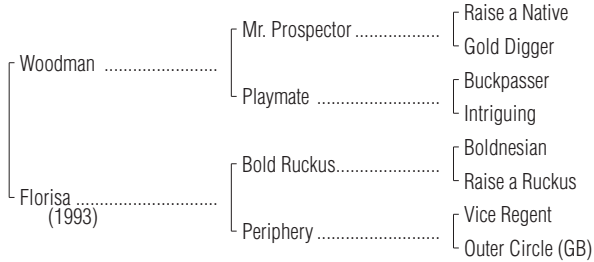 Raise a Native
Mr. Prospector ..................
Gold Digger
Woodman ........................
Buckpasser
Playmate ..........................
Intriguing
Boldnesian
Bold Ruckus......................
Raise a Ruckus
Florisa ..............................
(1993)
Vice Regent
Periphery ..........................
Outer Circle (GB)